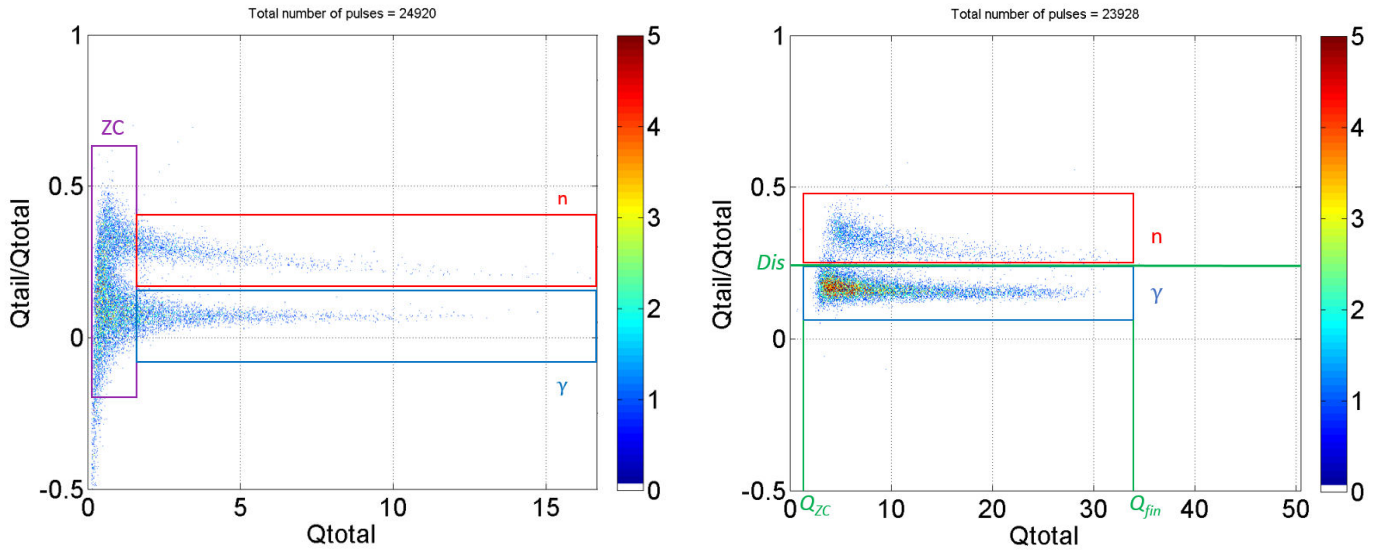 Total number of pulses = 24920
1
0.5
0
-0.5
Qtail/Qtotal
ZC
n
γ
0
5
10
15
Qtotal
5
4
3
2
1
0
Total number of pulses = 23928
1
0.5
0
-0.5
Qtail/Qtotal
Dis
n
γ
Q_ZC
Q_fin
0
10
20
30
40
50
Qtotal
5
4
3
2
1
0